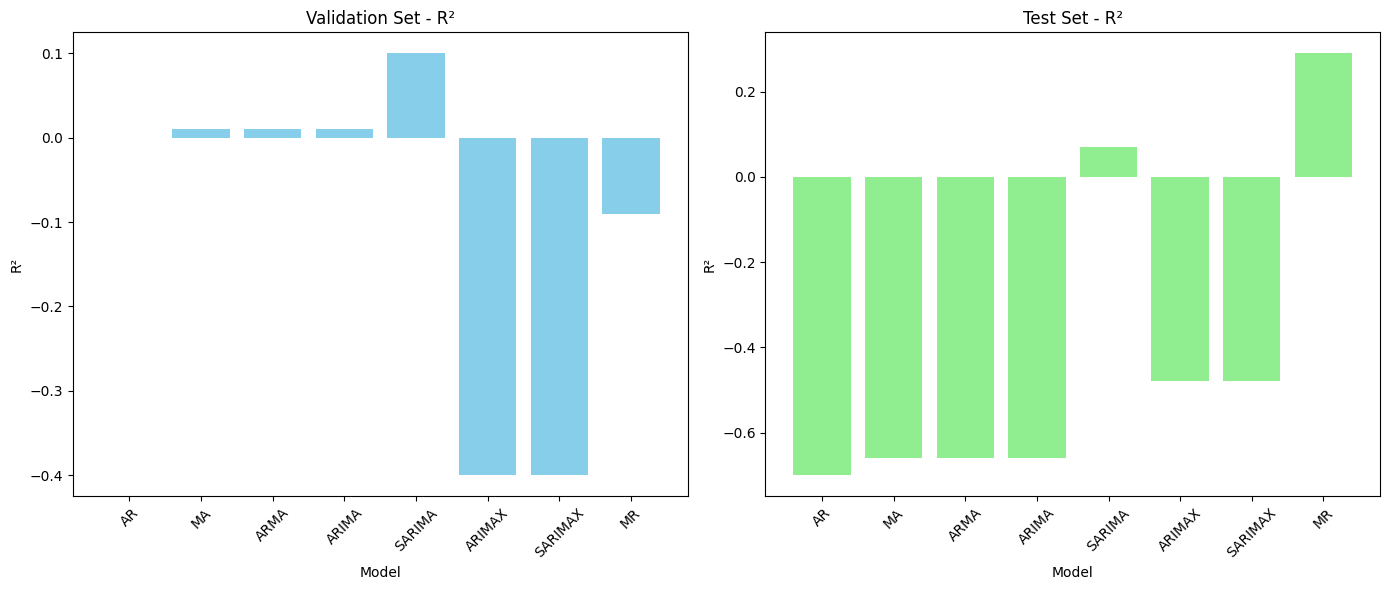 Validation Set - R²
0.1
0.0
−0.1
−0.2
−0.3
−0.4
R²
AR
MA
ARMA
ARIMA
SARIMA
ARIMAX
SARIMAX
MR
Model
Test Set - R²
0.2
0.0
−0.2
−0.4
−0.6
R²
AR
MA
ARMA
ARIMA
SARIMA
ARIMAX
SARIMAX
MR
Model